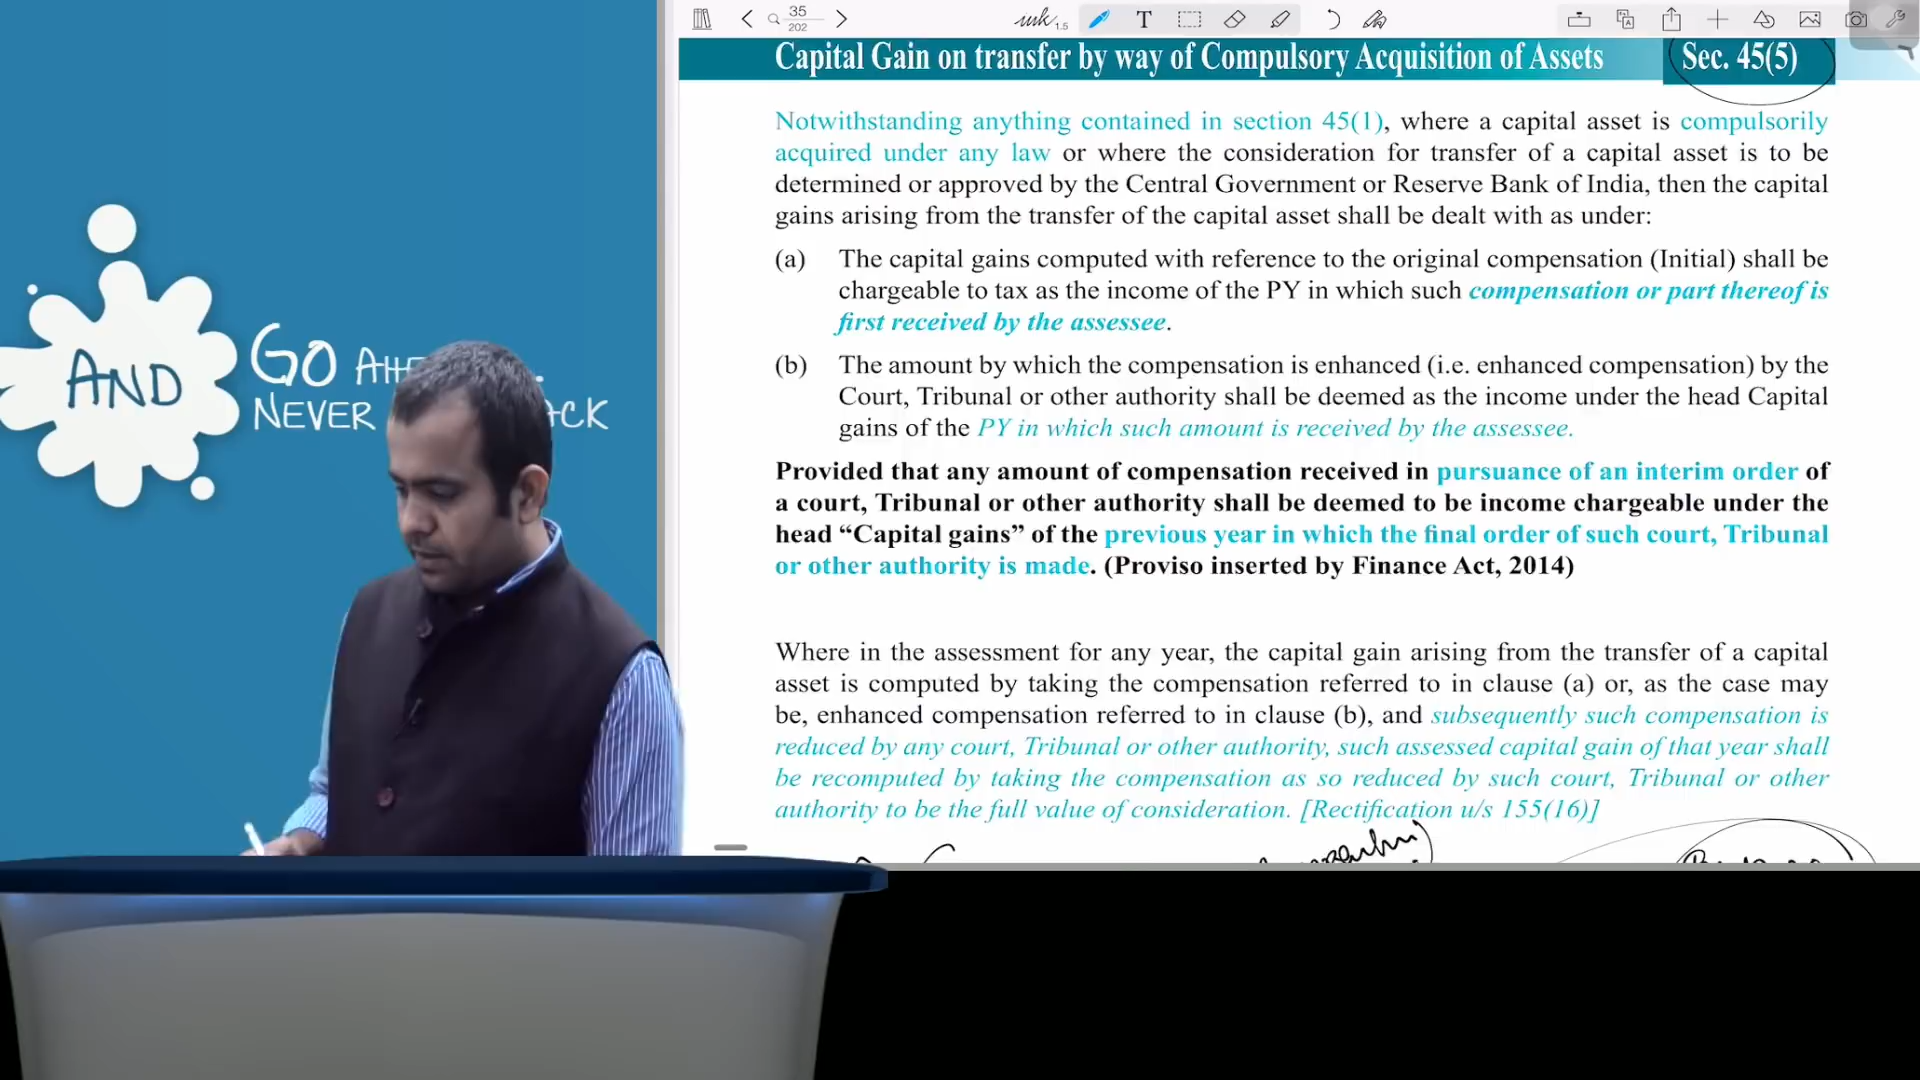 35
202
ink 1.5
T
Capital Gain on transfer by way of Compulsory Acquisition of Assets
Sec. 45(5)
Notwithstanding anything contained in section 45(1), where a capital asset is compulsorily
acquired under any law or where the consideration for transfer of a capital asset is to be
determined or approved by the Central Government or Reserve Bank of India, then the capital
gains arising from the transfer of the capital asset shall be dealt with as under:
(a) The capital gains computed with reference to the original compensation (Initial) shall be
chargeable to tax as the income of the PY in which such compensation or part thereof is
first received by the assessee.
(b) The amount by which the compensation is enhanced (i.e. enhanced compensation) by the
Court, Tribunal or other authority shall be deemed as the income under the head Capital
gains of the PY in which such amount is received by the assessee.
Provided that any amount of compensation received in pursuance of an interim order of
a court, Tribunal or other authority shall be deemed to be income chargeable under the
head “Capital gains” of the previous year in which the final order of such court, Tribunal
or other authority is made. (Proviso inserted by Finance Act, 2014)
Where in the assessment for any year, the capital gain arising from the transfer of a capital
asset is computed by taking the compensation referred to in clause (a) or, as the case may
be, enhanced compensation referred to in clause (b), and subsequently such compensation is
reduced by any court, Tribunal or other authority, such assessed capital gain of that year shall
be recomputed by taking the compensation as so reduced by such court, Tribunal or other
authority to be the full value of consideration. [Rectification u/s 155(16)]
AND
GO
NEVER